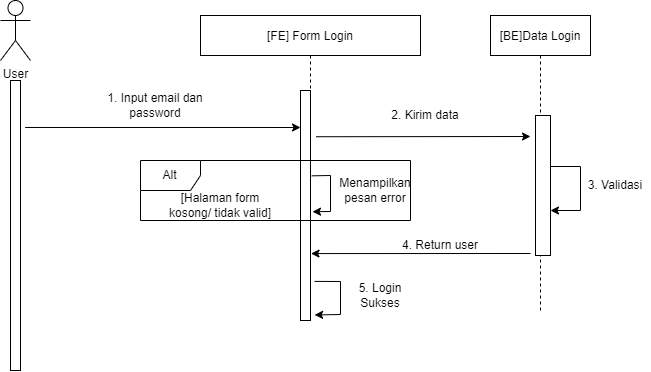 [FE] Form Login
[BE]Data Login
User
1. Input email dan
password
2. Kirim data
Alt
[Halaman form
kosong/ tidak valid]
Menampilkan
pesan error
3. Validasi
4. Return user
5. Login
Sukses